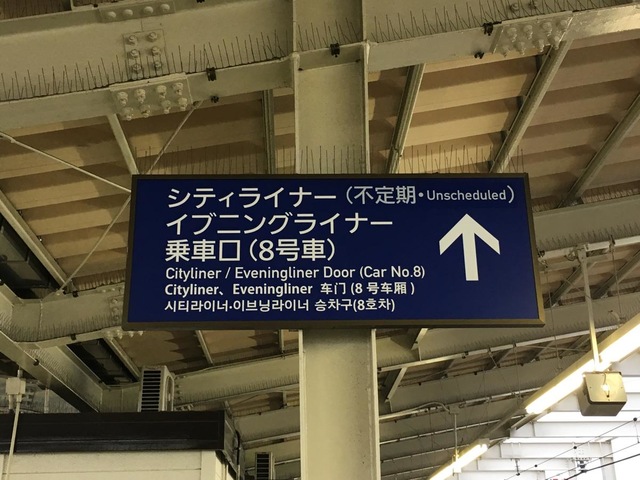 シティライナー（不定期・Unscheduled）
イブニングライナー
乗車口（8号車）
Cityliner / Eveningliner Door (Car No.8)
Cityliner、Eveningliner 车门 (8 号车厢 )
시티라이너·이브닝라이너 승차구(8호차)